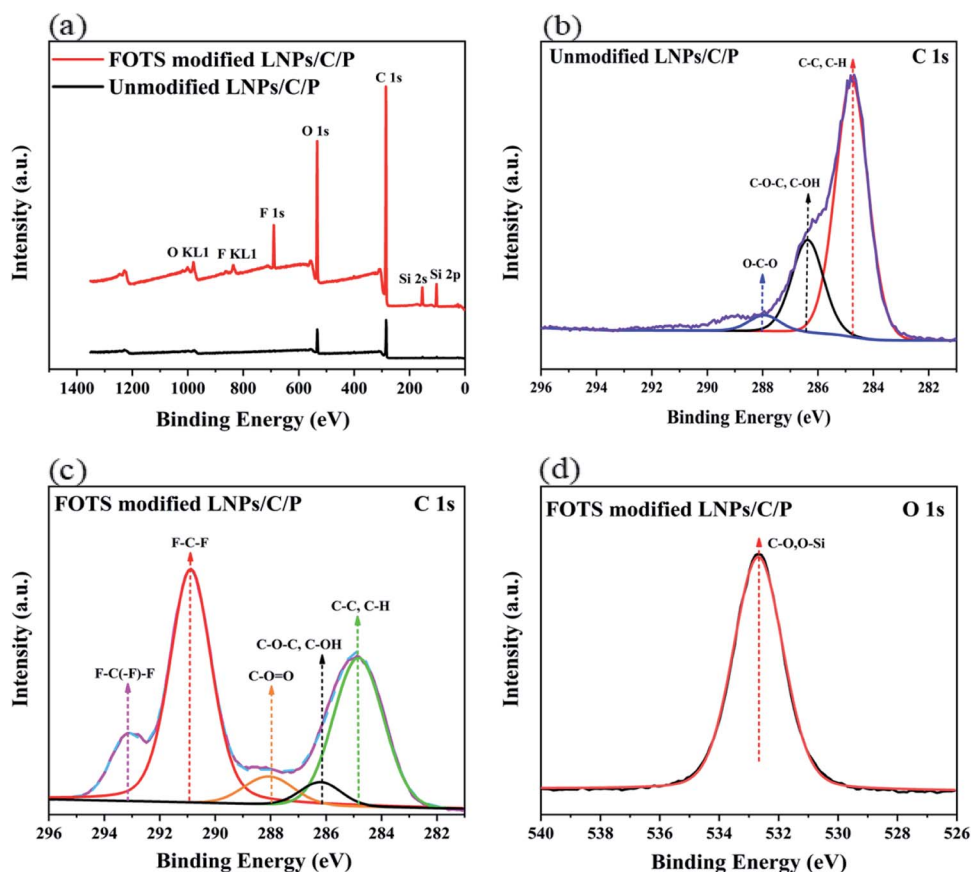 (a)
FOTS modified LNPs/C/P
Unmodified LNPs/C/P
C 1s
O 1s
F 1s
O KL1
F KL1
Si 2s
Si 2p
Intensity (a.u.)
1400 1200 1000 800 600 400 200 0
Binding Energy (eV)
(b)
Unmodified LNPs/C/P
C 1s
C-C, C-H
C-O-C, C-OH
O-C-O
Intensity (a.u.)
296 294 292 290 288 286 284 282
Binding Energy (eV)
(c)
FOTS modified LNPs/C/P
C 1s
F-C-F
C-C, C-H
C-O-C, C-OH
F-C(-F)-F
C-O=O
Intensity (a.u.)
296 294 292 290 288 286 284 282
Binding Energy (eV)
(d)
FOTS modified LNPs/C/P
O 1s
C-O,O-Si
Intensity (a.u.)
540 538 536 534 532 530 528 526
Binding Energy (eV)